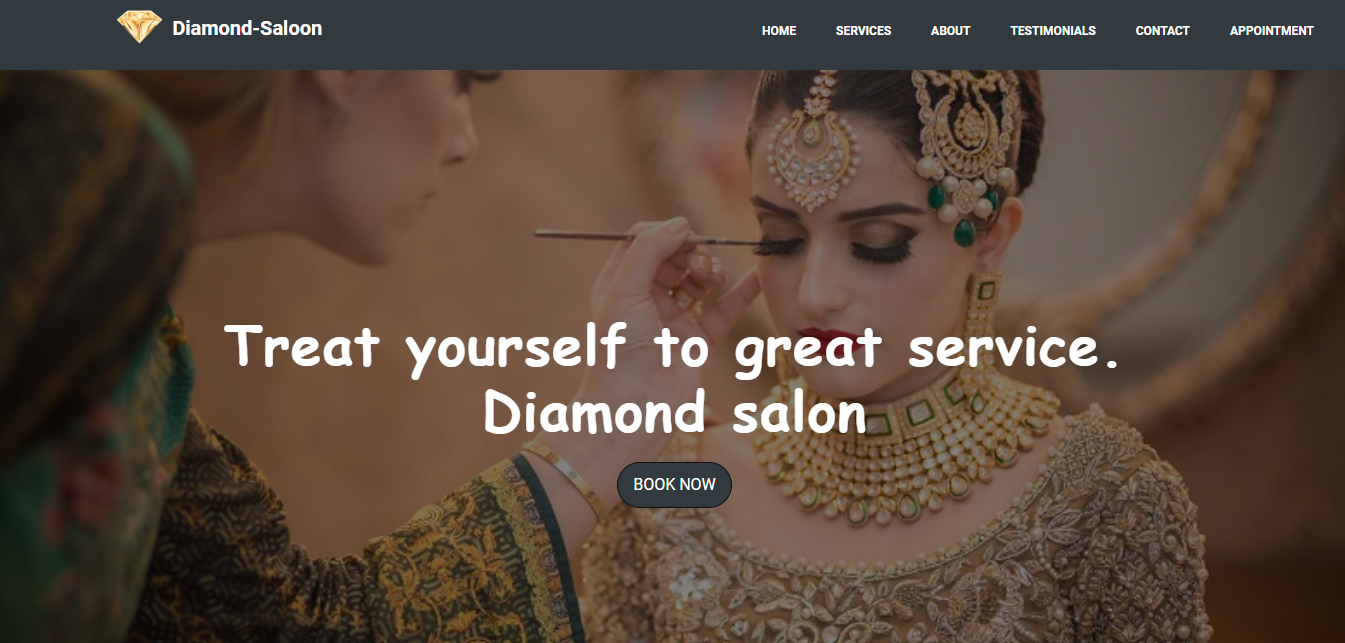 Diamond-Saloon
HOME SERVICES ABOUT TESTIMONIALS CONTACT APPOINTMENT
Treat yourself to great service.
Diamond salon
BOOK NOW